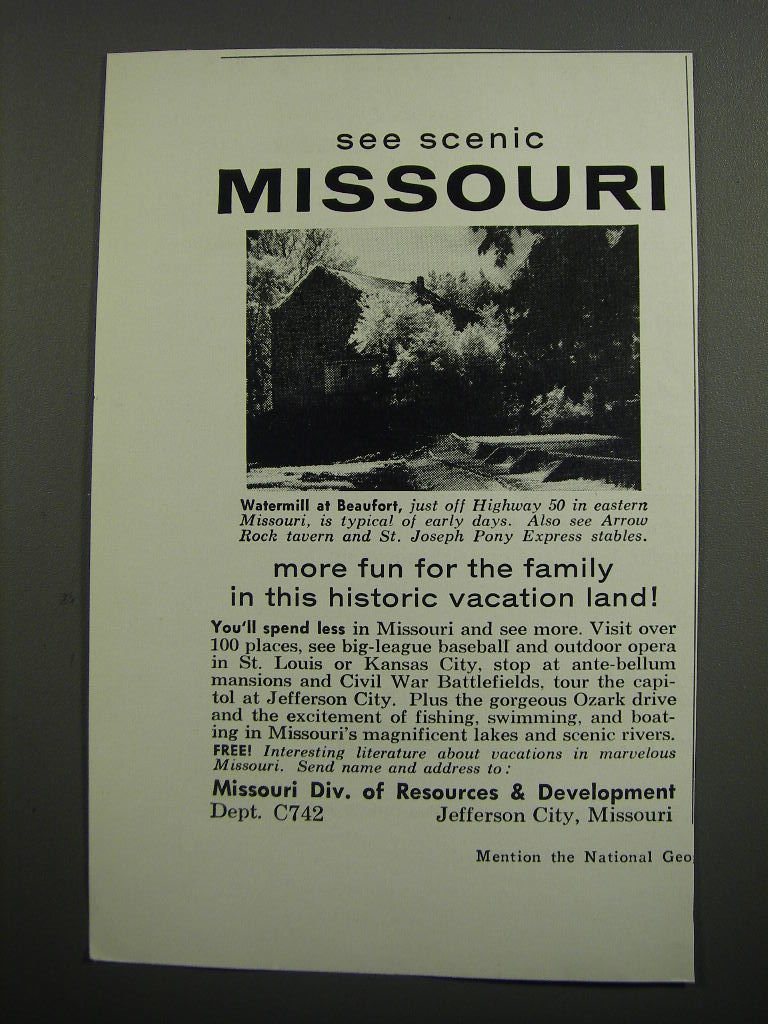 see scenic
MISSOURI
Watermill at Beaufort, just off Highway 50 in eastern
Missouri, is typical of early days. Also see Arrow
Rock tavern and St. Joseph Pony Express stables.
more fun for the family
in this historic vacation land!
You'll spend less in Missouri and see more. Visit over
100 places, see big-league baseball and outdoor opera
in St. Louis or Kansas City, stop at ante-bellum
mansions and Civil War Battlefields, tour the capi-
tol at Jefferson City. Plus the gorgeous Ozark drive
and the excitement of fishing, swimming, and boat-
ing in Missouri's magnificent lakes and scenic rivers.
FREE! Interesting literature about vacations in marvelous
Missouri. Send name and address to:
Missouri Div. of Resources & Development
Dept. C742 Jefferson City, Missouri
Mention the National Geo